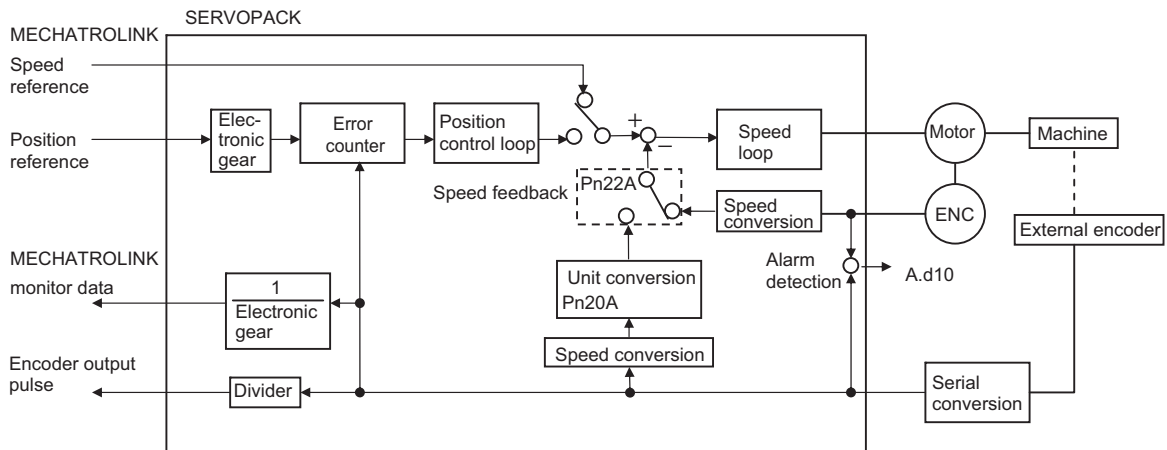 SERVOPACK
MECHATROLINK
Speed
reference
Position
reference
Elec-
tronic
gear
Error
counter
Position
control loop
+
−
Speed
loop
Motor
Machine
Speed feedback
Pn22A
Speed
conversion
ENC
External encoder
MECHATROLINK
monitor data
1
Electronic
gear
Unit conversion
Pn20A
Alarm
detection
A.d10
Speed conversion
Encoder output
pulse
Divider
Serial
conversion